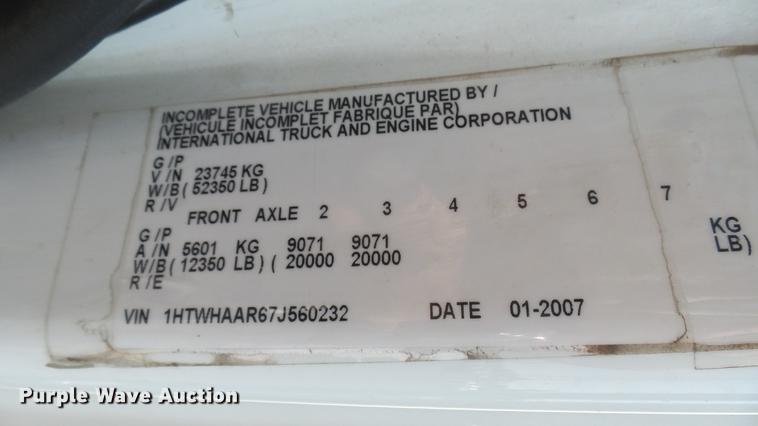 INCOMPLETE VEHICLE MANUFACTURED BY /
(VEHICULE INCOMPLET FABRIQUE PAR)
INTERNATIONAL TRUCK AND ENGINE CORPORATION
G /P
V /N 23745 KG
W/B ( 52350 LB)
R /V
FRONT AXLE 2 3 4 5 6 7
G /P
A /N 5601 KG 9071 9071 KG
W/B ( 12350 LB) ( 20000 20000 LB)
R /E
VIN 1HTWHAAR67J560232 DATE 01-2007
Purple Wave Auction